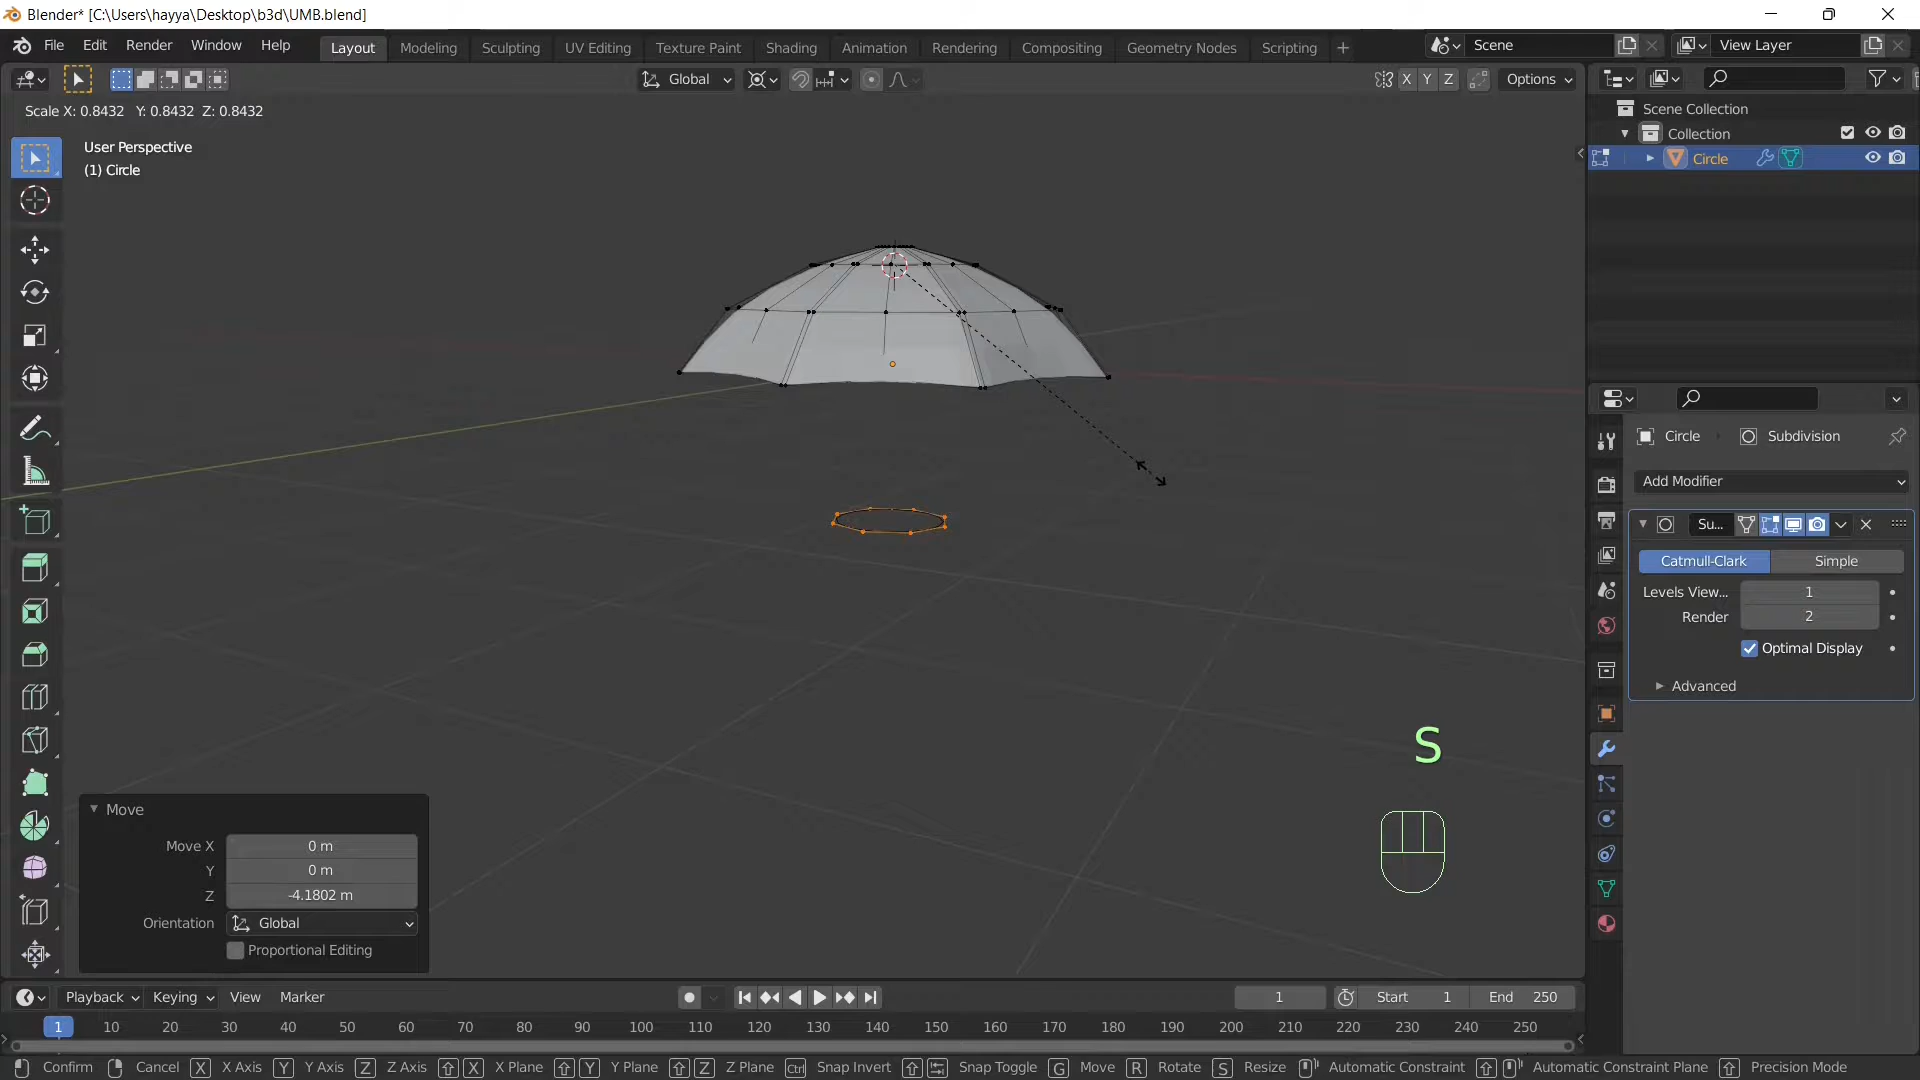 Blender* [C:\Users\hayya\Desktop\b3d\UMB.blend]
File Edit Render Window Help
Layout Modeling Sculpting UV Editing Texture Paint Shading Animation Rendering Compositing Geometry Nodes Scripting +
Scene
View Layer
Global
X Y Z
Options
Scale X: 0.8432 Y: 0.8432 Z: 0.8432
User Perspective
(1) Circle
Scene Collection
Collection
Circle
Circle
Subdivision
Add Modifier
Su...
Catmull-Clark Simple
Levels View... 1
Render 2
Optimal Display
Advanced
S
Move
Move X 0 m
Y 0 m
Z -4.1802 m
Orientation Global
Proportional Editing
Playback Keying View Marker
1
Start 1
End 250
1 10 20 30 40 50 60 70 80 90 100 110 120 130 140 150 160 170 180 190 200 210 220 230 240 250
Confirm Cancel X X Axis Y Y Axis Z Z Axis X X Plane Y Y Plane Z Z Plane Ctrl Snap Invert Snap Toggle G Move R Rotate S Resize Automatic Constraint Automatic Constraint Plane Precision Mode